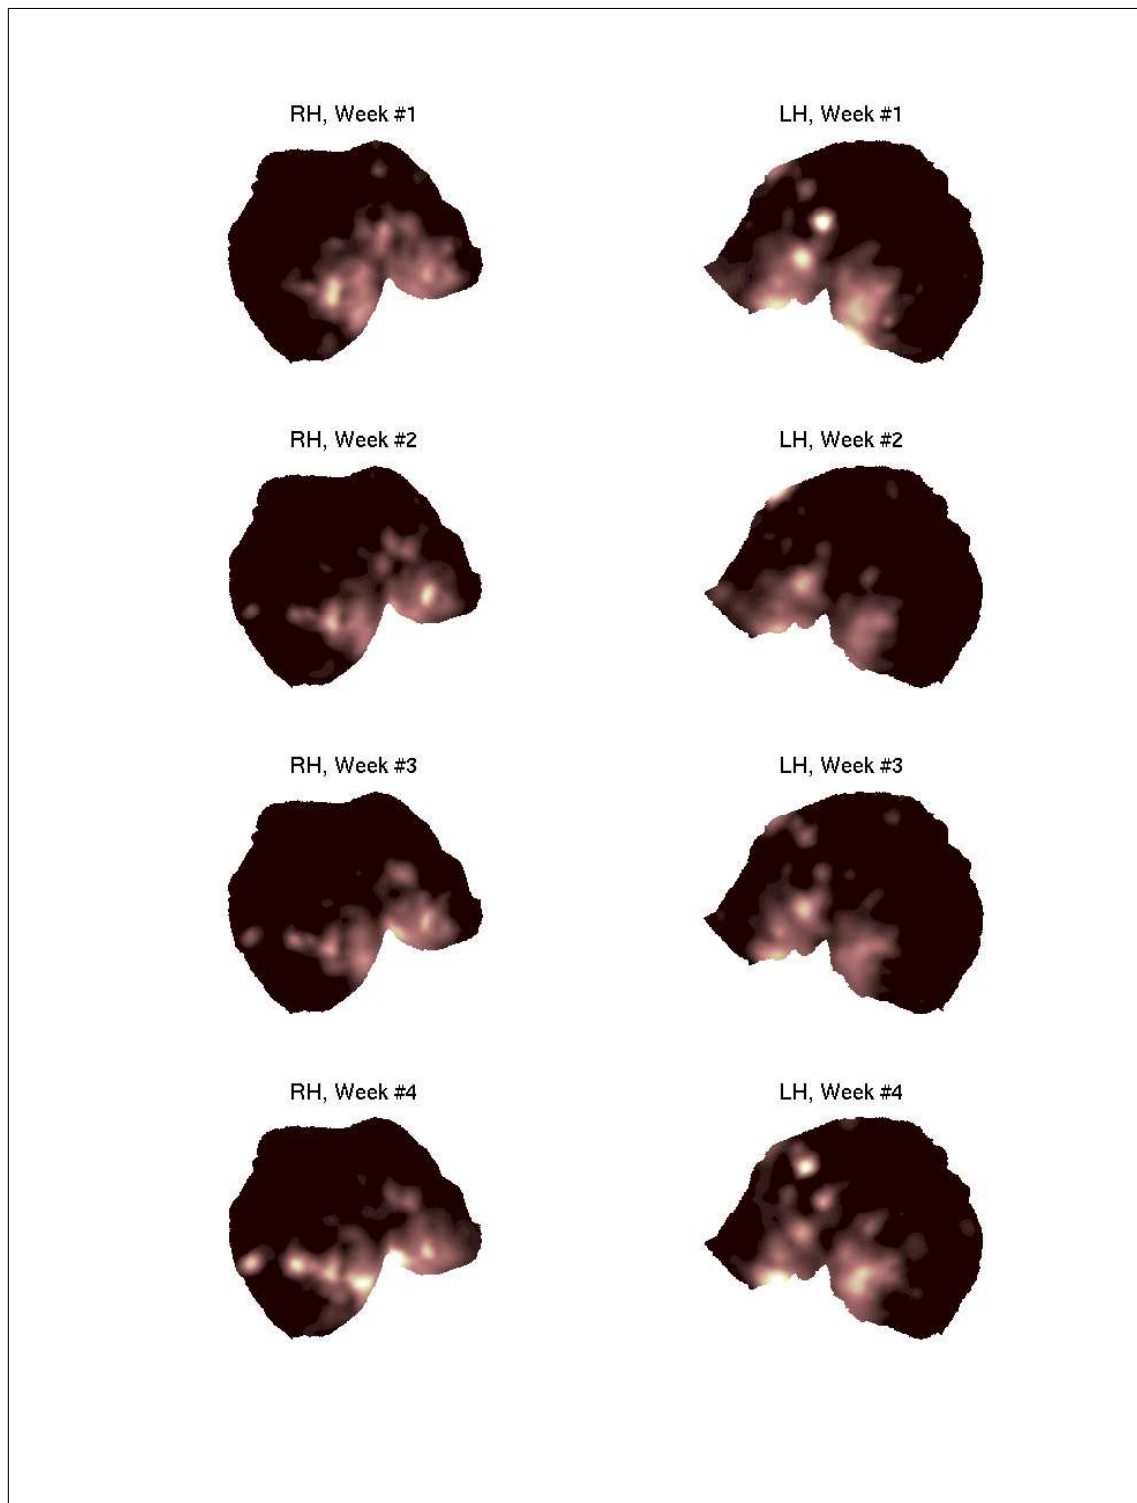 RH, Week #1
LH, Week #1
RH, Week #2
LH, Week #2
RH, Week #3
LH, Week #3
RH, Week #4
LH, Week #4